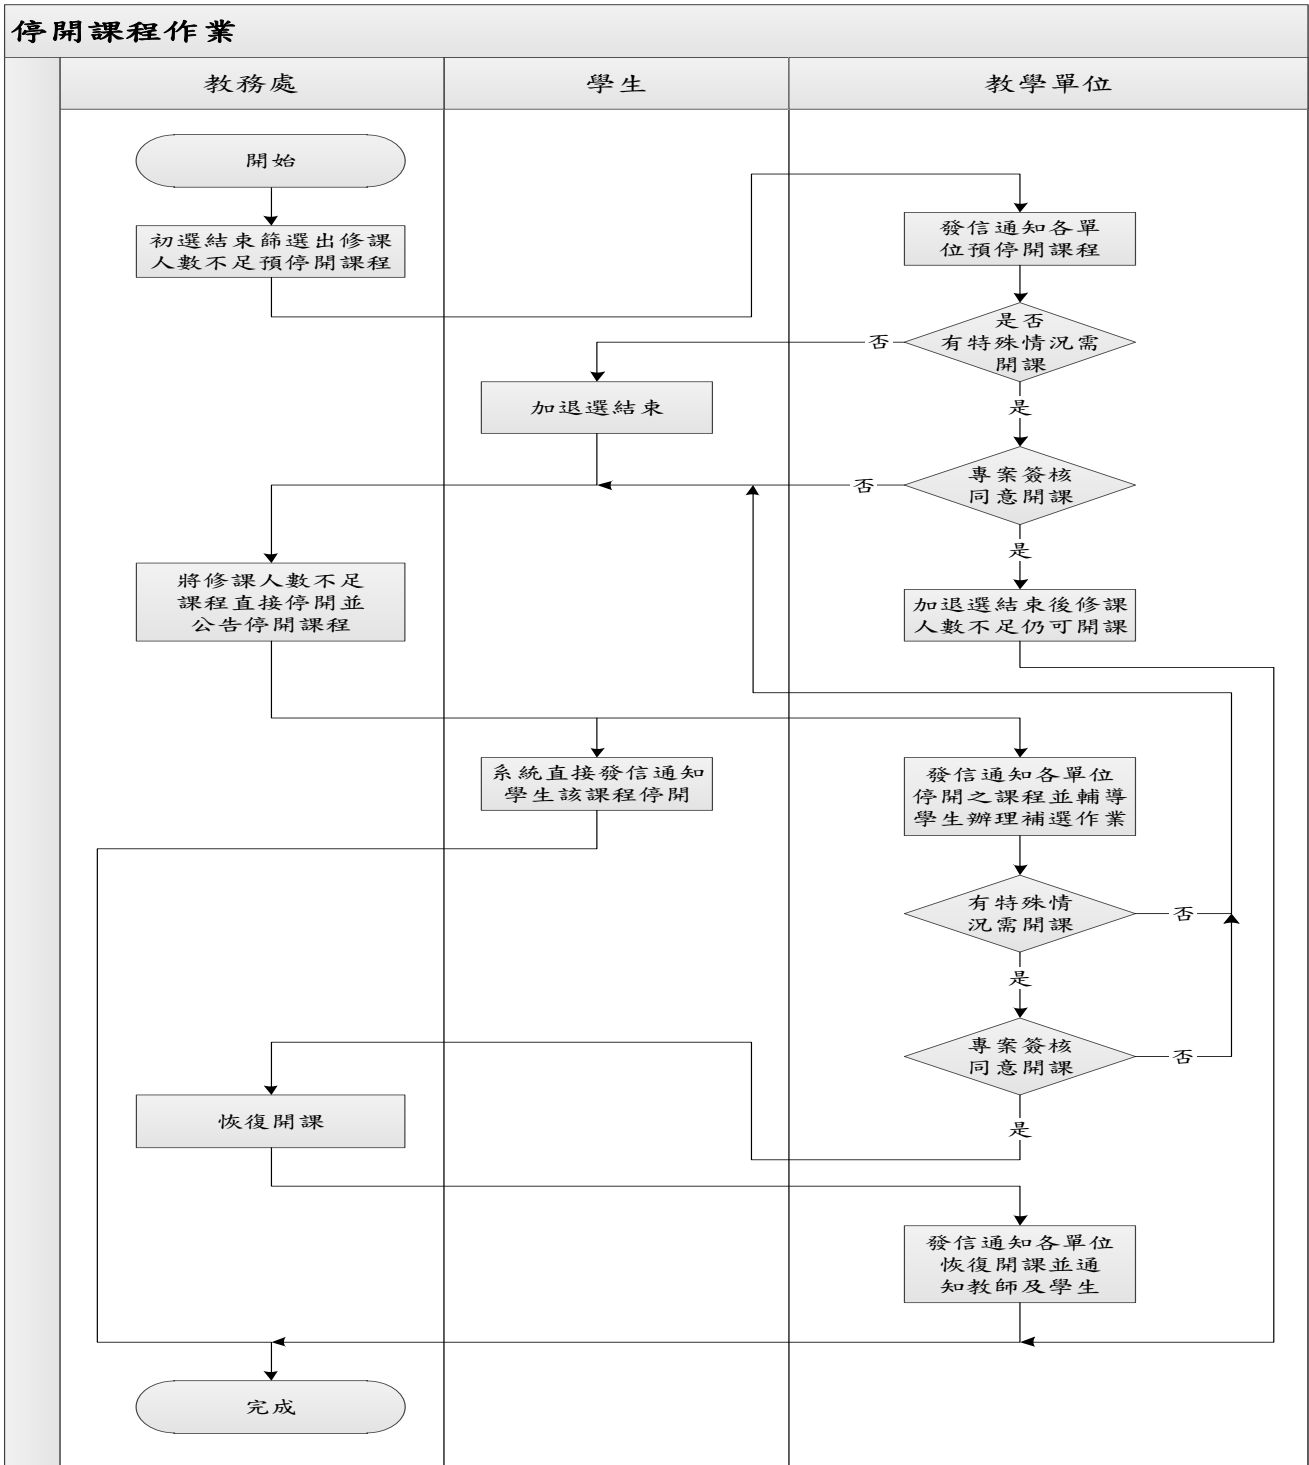 停開課程作業
教務處
學生
教學單位
開始
初選結束篩選出修課
人數不足預停開課程
發信通知各單
位預停開課程
是否
有特殊情況需
開課
否
是
加退選結束
專案簽核
同意開課
否
是
將修課人數不足
課程直接停開並
公告停開課程
加退選結束後修課
人數不足仍可開課
系統直接發信通知
學生該課程停開
發信通知各單位
停開之課程並輔導
學生辦理補選作業
有特殊情
況需開課
否
是
專案簽核
同意開課
否
是
恢復開課
發信通知各單位
恢復開課並通
知教師及學生
完成